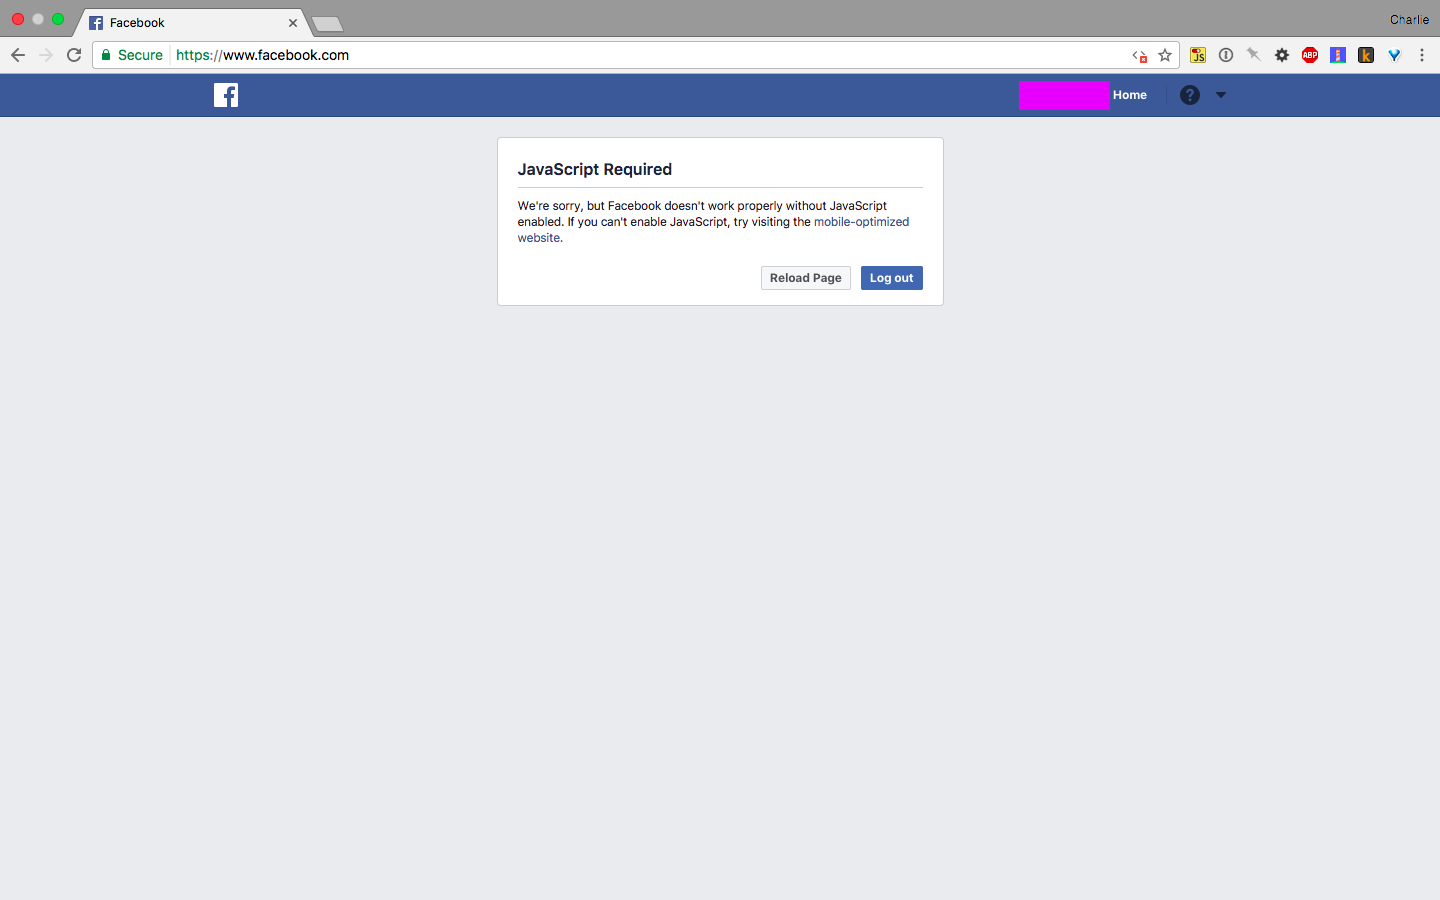 Facebook
Charlie
Secure https://www.facebook.com
JS
ABP
k
Home
?
JavaScript Required
We're sorry, but Facebook doesn't work properly without JavaScript
enabled. If you can't enable JavaScript, try visiting the mobile-optimized
website.
Reload Page
Log out